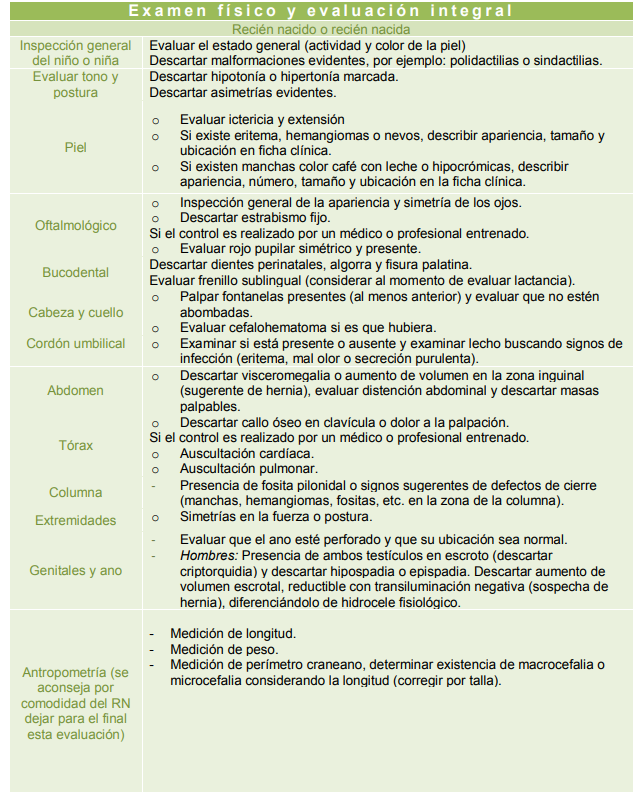 Examen físico y evaluación integral
Recién nacido o recién nacida
Inspección general
del niño o niña
Evaluar el estado general (actividad y color de la piel)
Descartar malformaciones evidentes, por ejemplo: polidactilias o sindactilias.
Evaluar tono y
postura
Descartar hipotonía o hipertonía marcada.
Descartar asimetrías evidentes.
Piel
o Evaluar ictericia y extensión
o Si existe eritema, hemangiomas o nevos, describir apariencia, tamaño y
ubicación en ficha clínica.
o Si existen manchas color café con leche o hipocrómicas, describir
apariencia, número, tamaño y ubicación en la ficha clínica.
Oftalmológico
o Inspección general de la apariencia y simetría de los ojos.
o Descartar estrabismo fijo.
Si el control es realizado por un médico o profesional entrenado.
o Evaluar rojo pupilar simétrico y presente.
Bucodental
Descartar dientes perinatales, algorra y fisura palatina.
Evaluar frenillo sublingual (considerar al momento de evaluar lactancia).
Cabeza y cuello
o Palpar fontanelas presentes (al menos anterior) y evaluar que no estén
abombadas.
o Evaluar cefalohematoma si es que hubiera.
Cordón umbilical
o Examinar si está presente o ausente y examinar lecho buscando signos de
infección (eritema, mal olor o secreción purulenta).
Abdomen
o Descartar visceromegalia o aumento de volumen en la zona inguinal
(sugerente de hernia), evaluar distención abdominal y descartar masas
palpables.
Tórax
o Descartar callo óseo en clavícula o dolor a la palpación.
Si el control es realizado por un médico o profesional entrenado.
o Auscultación cardíaca.
o Auscultación pulmonar.
Columna
- Presencia de fosita pilonidal o signos sugerentes de defectos de cierre
(manchas, hemangiomas, fositas, etc. en la zona de la columna).
Extremidades
o Simetrías en la fuerza o postura.
Genitales y ano
- Evaluar que el ano esté perforado y que su ubicación sea normal.
- Hombres: Presencia de ambos testículos en escroto (descartar
criptorquidia) y descartar hipospadia o epispadia. Descartar aumento de
volumen escrotal, reductible con transiluminación negativa (sospecha de
hernia), diferenciándolo de hidrocele fisiológico.
Antropometría (se
aconseja por
comodidad del RN
dejar para el final
esta evaluación)
- Medición de longitud.
- Medición de peso.
- Medición de perímetro craneano, determinar existencia de macrocefalia o
microcefalia considerando la longitud (corregir por talla).